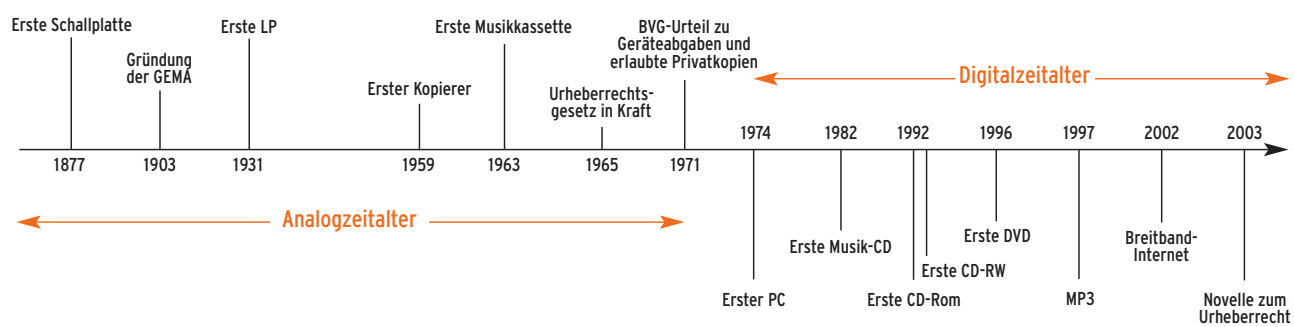 Erste Schallplatte
Gründung
der GEMA
Erste LP
Erster Kopierer
Erste Musikkassette
Urheberrechts-
gesetz in Kraft
BVG-Urteil zu
Geräteabgaben und
erlaubte Privatkopien
Digitalzeitalter
1877
1903
1931
1959
1963
1965
1971
1974
1982
1992
1996
1997
2002
2003
Analogzeitalter
Erster PC
Erste Musik-CD
Erste CD-Rom
Erste CD-RW
Erste DVD
MP3
Breitband-
Internet
Novelle zum
Urheberrecht